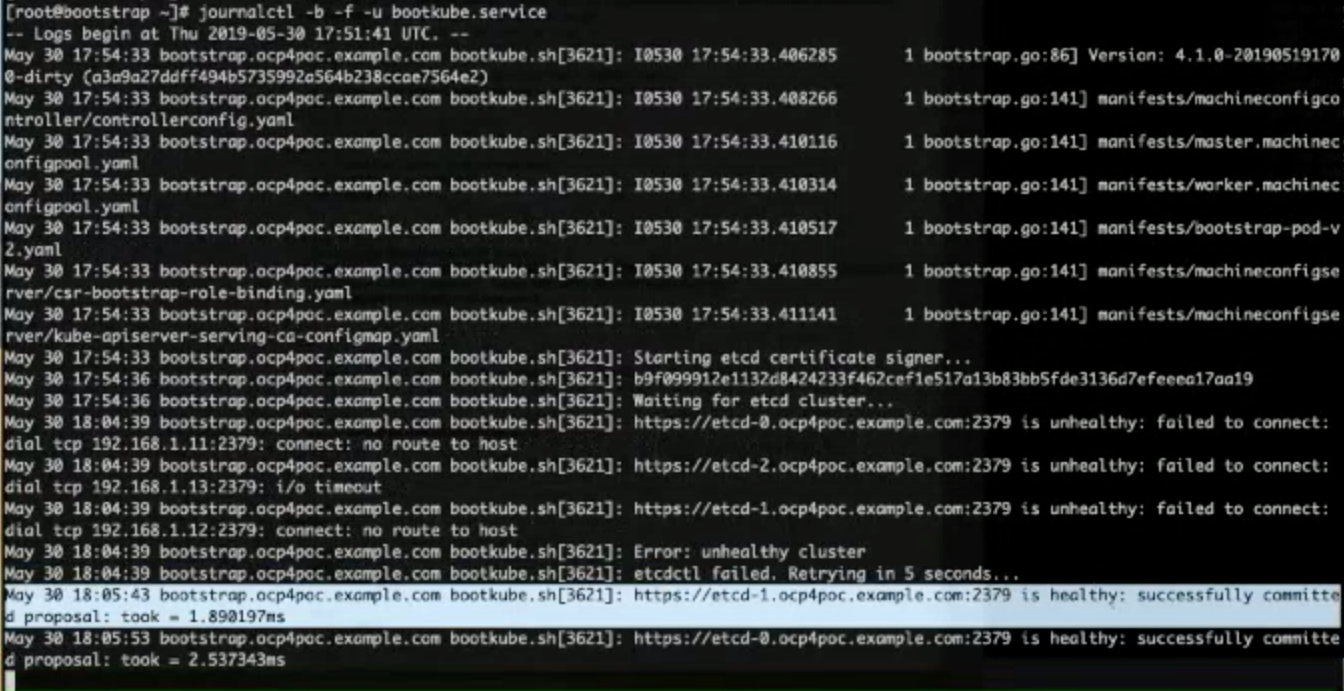 [root@bootstrap ~]# journalctl -b -f -u bootkube.service
-- Logs begin at Thu 2019-05-30 17:51:41 UTC. --
May 30 17:54:33 bootstrap.ocp4poc.example.com bootkube.sh[3621]: I0530 17:54:33.406285 1 bootstrap.go:86] Version: 4.1.0-20190519170
0-dirty (a3a9a27ddff494b5735992a564b238ccae7564e2)
May 30 17:54:33 bootstrap.ocp4poc.example.com bootkube.sh[3621]: I0530 17:54:33.408266 1 bootstrap.go:141] manifests/machineconfigco
ntroller/controllerconfig.yaml
May 30 17:54:33 bootstrap.ocp4poc.example.com bootkube.sh[3621]: I0530 17:54:33.410116 1 bootstrap.go:141] manifests/master.machinec
onfigpool.yaml
May 30 17:54:33 bootstrap.ocp4poc.example.com bootkube.sh[3621]: I0530 17:54:33.410314 1 bootstrap.go:141] manifests/worker.machinec
onfigpool.yaml
May 30 17:54:33 bootstrap.ocp4poc.example.com bootkube.sh[3621]: I0530 17:54:33.410517 1 bootstrap.go:141] manifests/bootstrap-pod-v
2.yaml
May 30 17:54:33 bootstrap.ocp4poc.example.com bootkube.sh[3621]: I0530 17:54:33.410855 1 bootstrap.go:141] manifests/machineconfigse
rver/csr-bootstrap-role-binding.yaml
May 30 17:54:33 bootstrap.ocp4poc.example.com bootkube.sh[3621]: I0530 17:54:33.411141 1 bootstrap.go:141] manifests/machineconfigse
rver/kube-apiserver-serving-ca-configmap.yaml
May 30 17:54:33 bootstrap.ocp4poc.example.com bootkube.sh[3621]: Starting etcd certificate signer...
May 30 17:54:36 bootstrap.ocp4poc.example.com bootkube.sh[3621]: b9f099912e1132d8424233f462cef1e517a13b83bb5fde3136d7efeeea17aa19
May 30 17:54:36 bootstrap.ocp4poc.example.com bootkube.sh[3621]: Waiting for etcd cluster...
May 30 18:04:39 bootstrap.ocp4poc.example.com bootkube.sh[3621]: https://etcd-0.ocp4poc.example.com:2379 is unhealthy: failed to connect:
dial tcp 192.168.1.11:2379: connect: no route to host
May 30 18:04:39 bootstrap.ocp4poc.example.com bootkube.sh[3621]: https://etcd-2.ocp4poc.example.com:2379 is unhealthy: failed to connect:
dial tcp 192.168.1.13:2379: i/o timeout
May 30 18:04:39 bootstrap.ocp4poc.example.com bootkube.sh[3621]: https://etcd-1.ocp4poc.example.com:2379 is unhealthy: failed to connect:
dial tcp 192.168.1.12:2379: connect: no route to host
May 30 18:04:39 bootstrap.ocp4poc.example.com bootkube.sh[3621]: Error: unhealthy cluster
May 30 18:04:39 bootstrap.ocp4poc.example.com bootkube.sh[3621]: etcdctl failed. Retrying in 5 seconds...
May 30 18:05:43 bootstrap.ocp4poc.example.com bootkube.sh[3621]: https://etcd-1.ocp4poc.example.com:2379 is healthy: successfully committe
d proposal: took = 1.890197ms
May 30 18:05:53 bootstrap.ocp4poc.example.com bootkube.sh[3621]: https://etcd-0.ocp4poc.example.com:2379 is healthy: successfully committe
d proposal: took = 2.537343ms